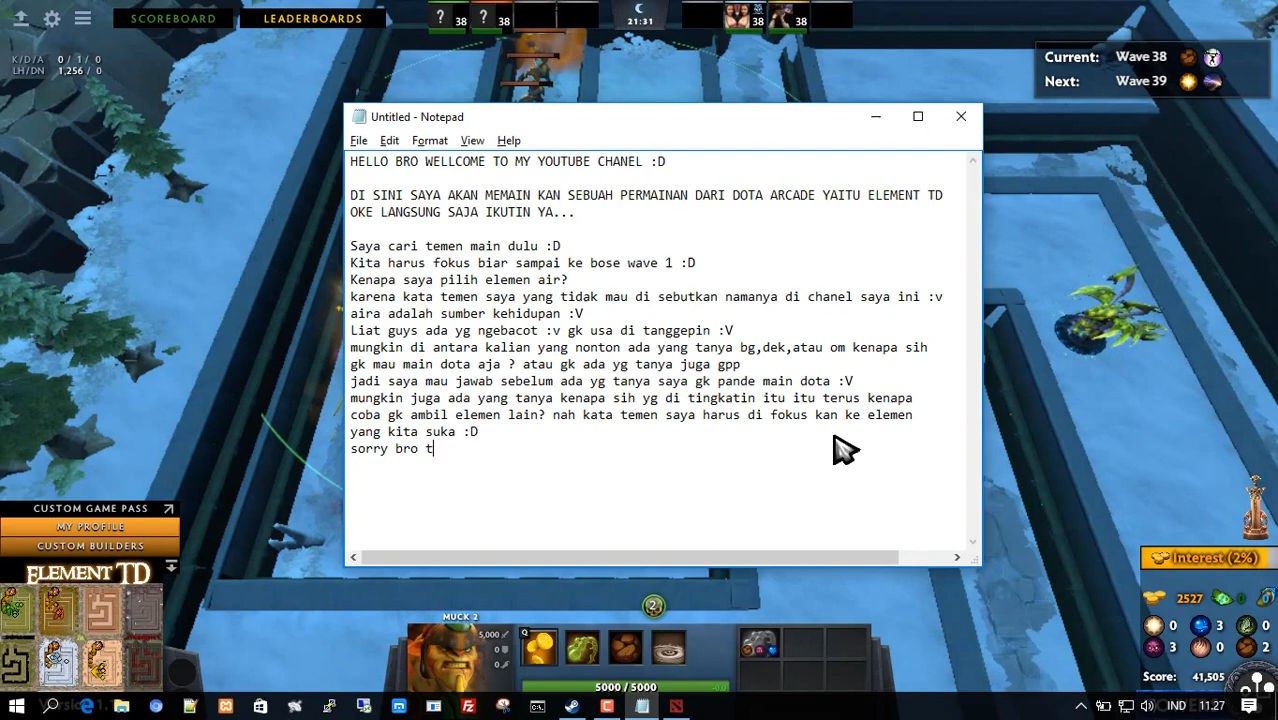 SCOREBOARD
LEADERBOARDS
? 38
? 38
21:31
38
38
K/D/A 0 / 1 / 0
LH/DN 1,256 / 0
Current: Wave 38
Next: Wave 39
Untitled - Notepad
File Edit Format View Help
HELLO BRO WELLCOME TO MY YOUTUBE CHANEL :D
DI SINI SAYA AKAN MEMAIN KAN SEBUAH PERMAINAN DARI DOTA ARCADE YAITU ELEMENT TD
OKE LANGSUNG SAJA IKUTIN YA...
Saya cari temen main dulu :D
Kita harus fokus biar sampai ke bose wave 1 :D
Kenapa saya pilih elemen air?
karena kata temen saya yang tidak mau di sebutkan namanya di chanel saya ini :v
aira adalah sumber kehidupan :V
Liat guys ada yg ngebacot :v gk usa di tanggepin :V
mungkin di antara kalian yang nonton ada yang tanya bg,dek,atau om kenapa sih
gk mau main dota aja ? atau gk ada yg tanya juga gpp
jadi saya mau jawab sebelum ada yg tanya saya gk pande main dota :V
mungkin juga ada yang tanya kenapa sih yg di tingkatin itu itu terus kenapa
coba gk ambil elemen lain? nah kata temen saya harus di fokus kan ke elemen
yang kita suka :D
sorry bro t
CUSTOM GAME PASS
MY PROFILE
CUSTOM BUILDERS
ELEMENT TD
2
MUCK 2
5,000
0
0
Q
5000 / 5000
+0.0
Interest (2%)
2527 0
0 3 0
3 0 2
Score: 41,505
IND 11.27